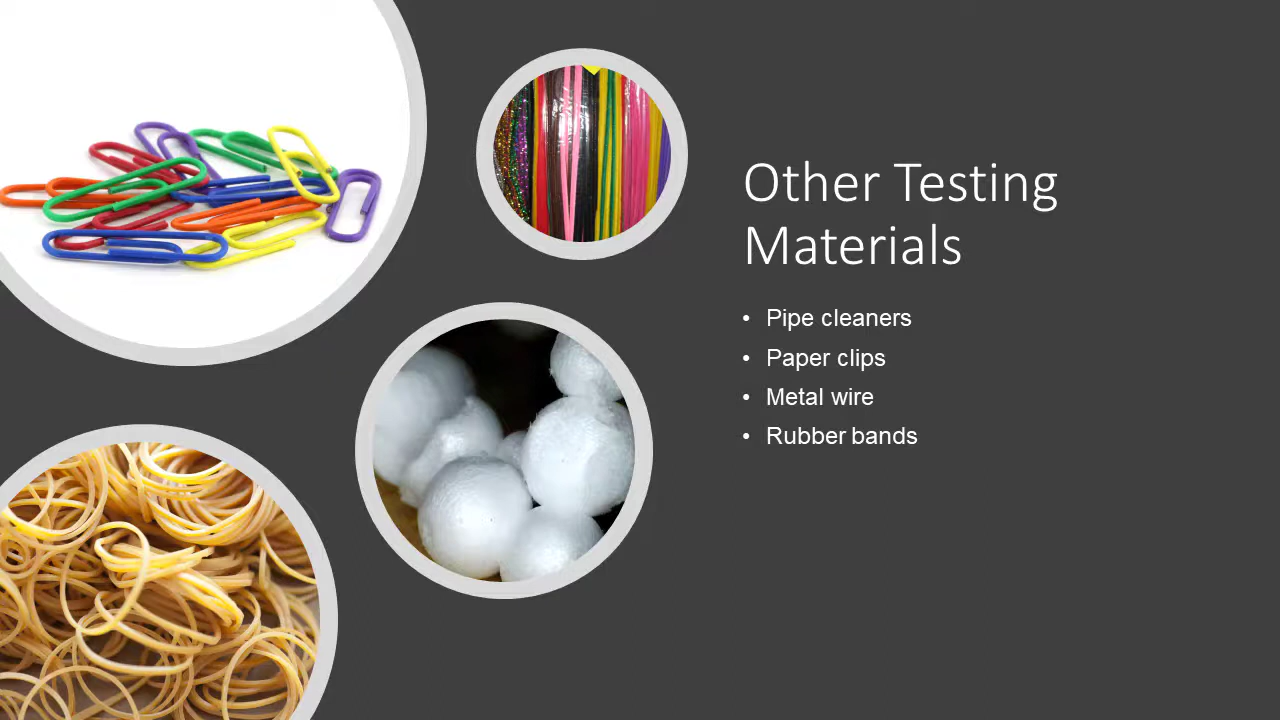 Other Testing
Materials
• Pipe cleaners
• Paper clips
• Metal wire
• Rubber bands